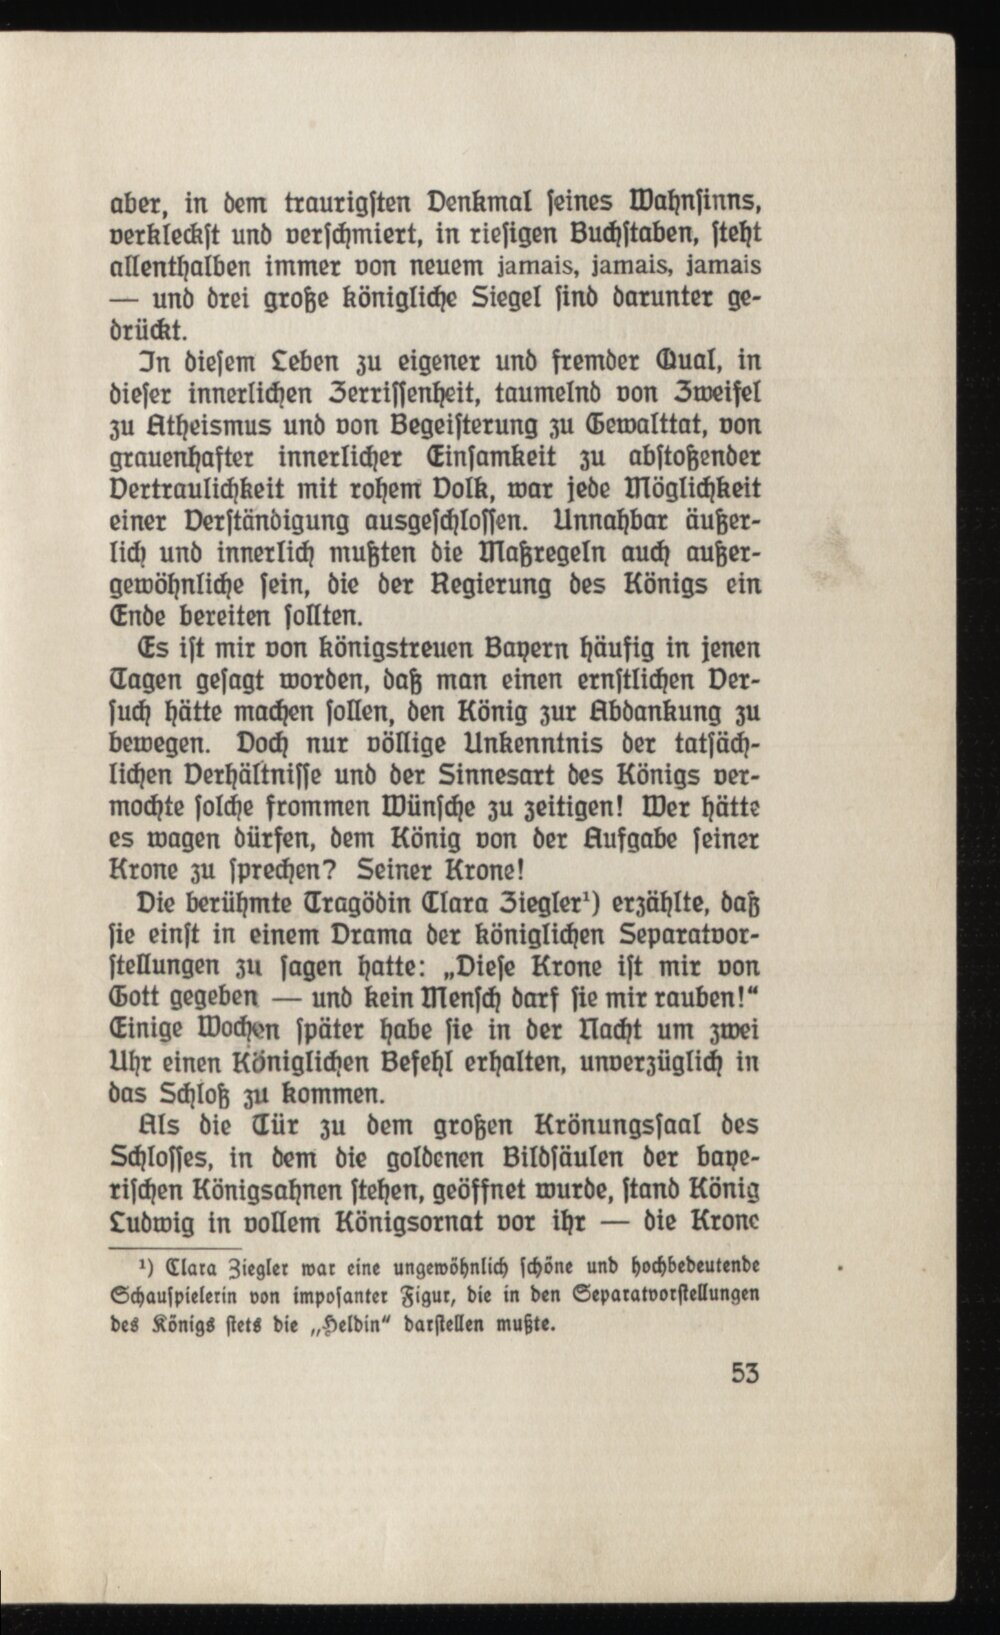 aber, in dem traurigsten Denkmal seines Wahnsinns,
verkleckst und verschmiert, in riesigen Buchstaben, steht
allenthalben immer von neuem jamais, jamais, jamais
— und drei große königliche Siegel sind darunter ge-
drückt.
In diesem Leben zu eigener und fremder Qual, in
dieser innerlichen Zerrissenheit, taumelnd von Zweifel
zu Atheismus und von Begeisterung zu Gewalttat, von
grauenhafter innerlicher Einsamkeit zu abstoßender
Vertraulichkeit mit rohem Volk, war jede Möglichkeit
einer Verständigung ausgeschlossen. Unnahbar äußer-
lich und innerlich mußten die Maßregeln auch außer-
gewöhnliche sein, die der Regierung des Königs ein
Ende bereiten sollten.
Es ist mir von königstreuen Bayern häufig in jenen
Tagen gesagt worden, daß man einen ernstlichen Ver-
such hätte machen sollen, den König zur Abdankung zu
bewegen. Doch nur völlige Unkenntnis der tatsäch-
lichen Verhältnisse und der Sinnesart des Königs ver-
mochte solche frommen Wünsche zu zeitigen! Wer hätte
es wagen dürfen, dem König von der Aufgabe seiner
Krone zu sprechen? Seiner Krone!
Die berühmte Tragödin Clara Ziegler¹) erzählte, daß
sie einst in einem Drama der königlichen Separatvor-
stellungen zu sagen hatte: „Diese Krone ist mir von
Gott gegeben — und kein Mensch darf sie mir rauben!“
Einige Wochen später habe sie in der Nacht um zwei
Uhr einen Königlichen Befehl erhalten, unverzüglich in
das Schloß zu kommen.
Als die Tür zu dem großen Krönungssaal des
Schlosses, in dem die goldenen Bildsäulen der baye-
rischen Königsahnen stehen, geöffnet wurde, stand König
Ludwig in vollem Königsornat vor ihr — die Krone
¹) Clara Ziegler war eine ungewöhnlich schöne und hochbedeutende
Schauspielerin von imposanter Figur, die in den Separatvorstellungen
des Königs stets die „Heldin“ darstellen mußte.
53